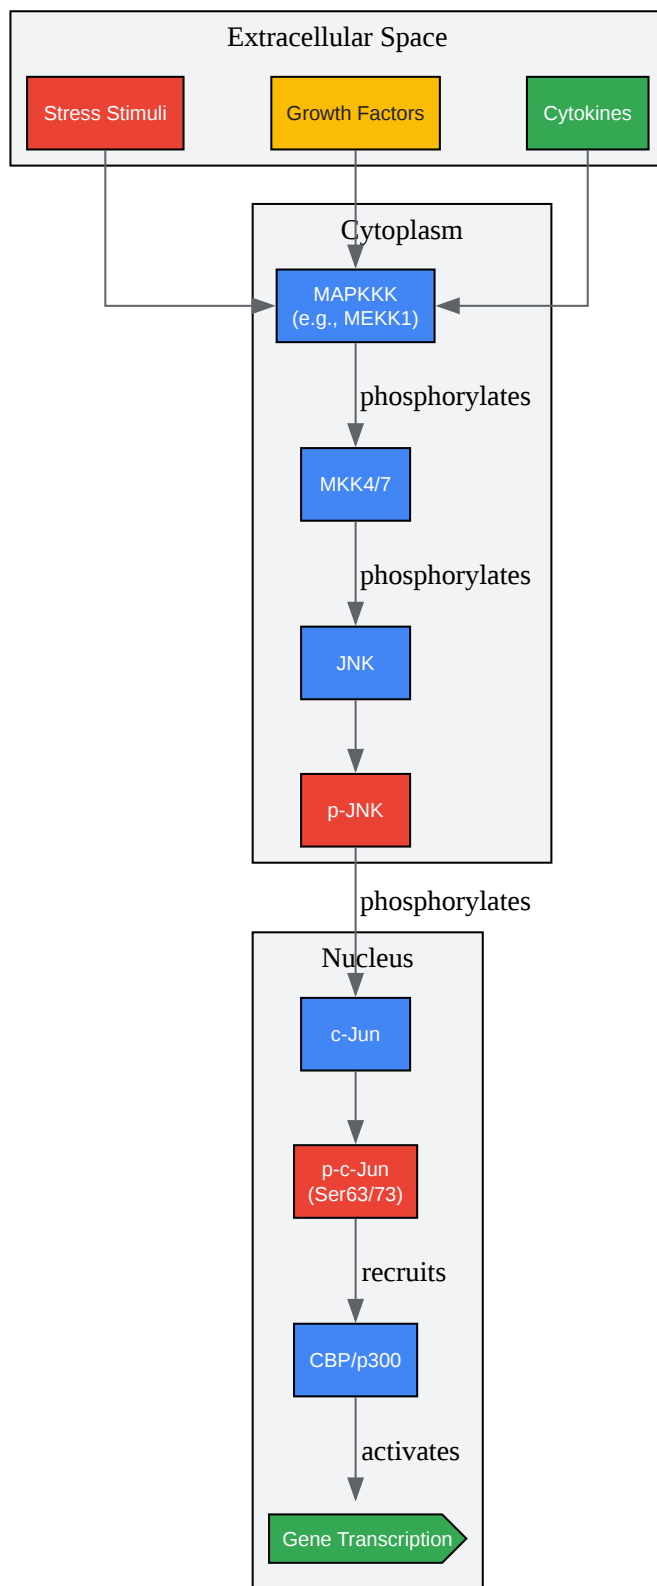 Extracellular Space
Stress Stimuli
Growth Factors
Cytokines
Cytoplasm
MAPKKK
(e.g., MEKK1)
phosphorylates
MKK4/7
phosphorylates
JNK
p-JNK
phosphorylates
Nucleus
c-Jun
p-c-Jun
(Ser63/73)
recruits
CBP/p300
activates
Gene Transcription